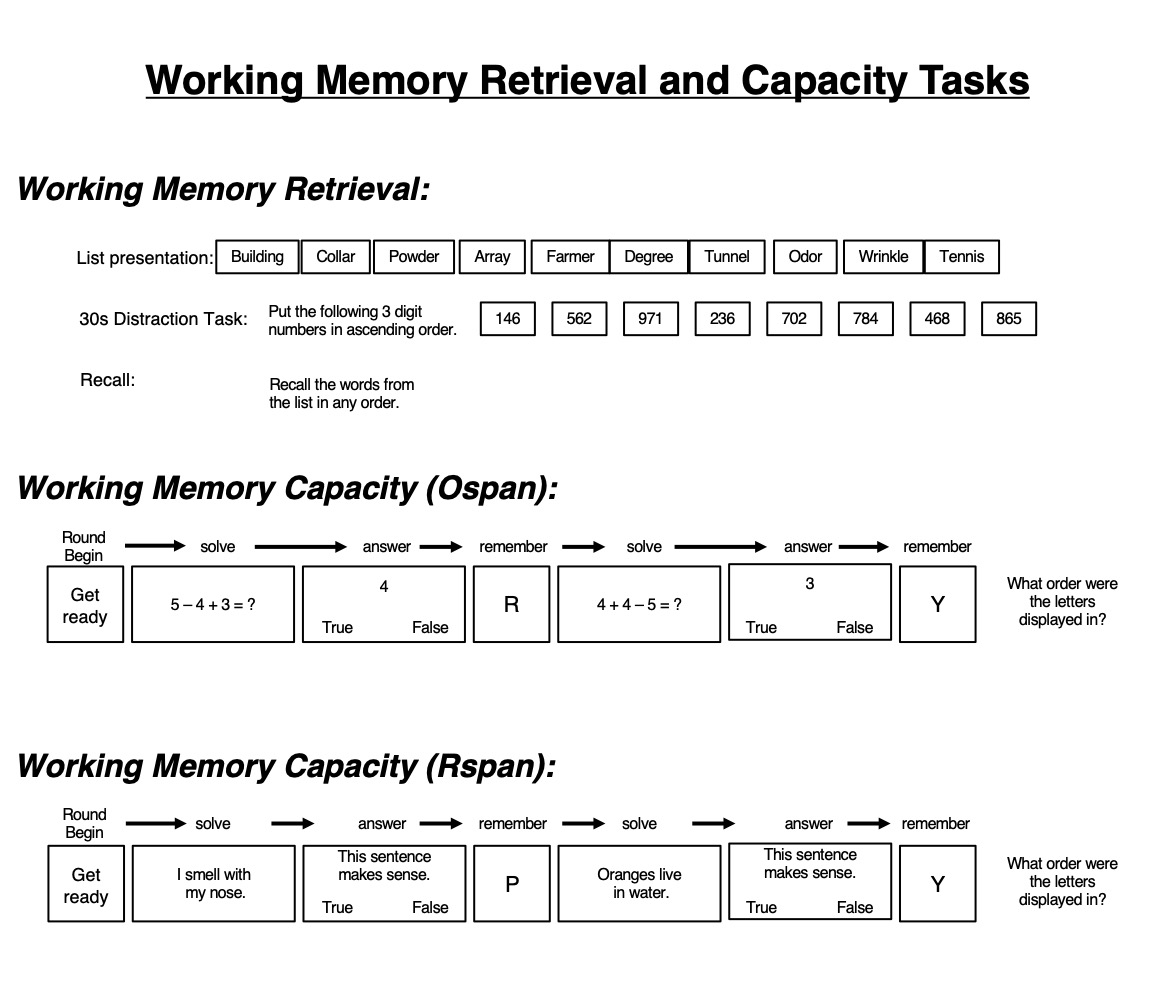 Working Memory Retrieval and Capacity Tasks
Working Memory Retrieval:
List presentation: Building Collar Powder Array Farmer Degree Tunnel Odor Wrinkle Tennis
30s Distraction Task: Put the following 3 digit
numbers in ascending order. 146 562 971 236 702 784 468 865
Recall: Recall the words from
the list in any order.
Working Memory Capacity (Ospan):
Round
Begin solve answer remember solve answer remember
Get
ready
5 – 4 + 3 = ?
4
True False
R
4 + 4 – 5 = ?
3
True False
Y
What order were
the letters
displayed in?
Working Memory Capacity (Rspan):
Round
Begin solve answer remember solve answer remember
Get
ready
I smell with
my nose.
This sentence
makes sense.
True False
P
Oranges live
in water.
This sentence
makes sense.
True False
Y
What order were
the letters
displayed in?